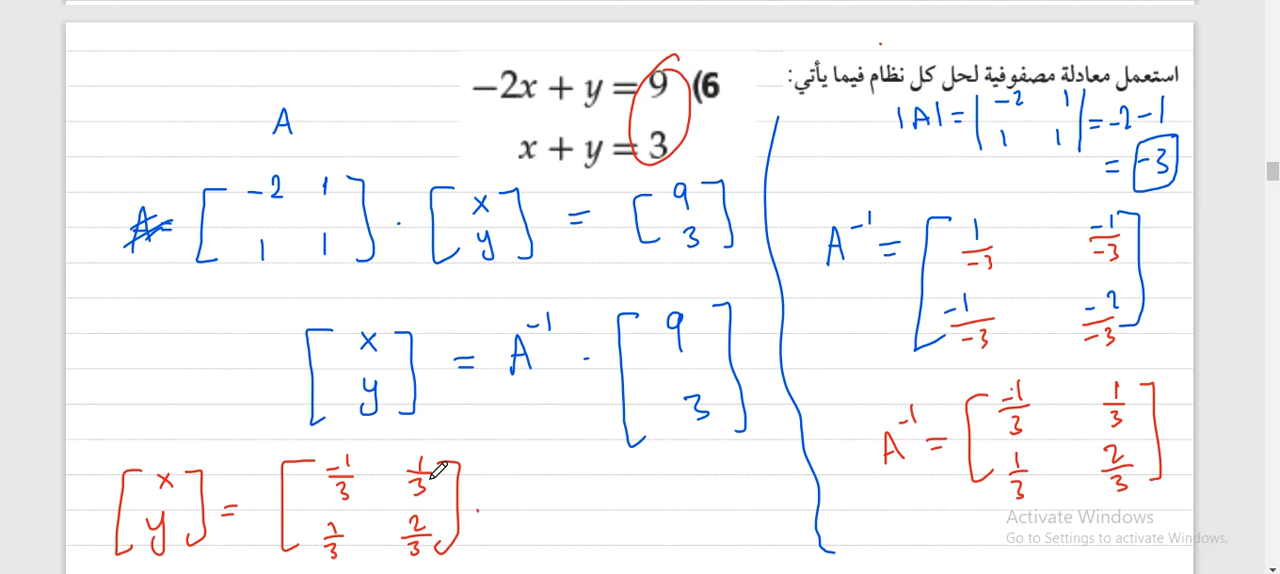 استعمل معادلة مصفوفية لحل كل نظام فيما يأتي:
6) -2x + y = 9
x + y = 3
A
A= [-2 1; 1 1] · [x; y] = [9; 3]
[x; y] = A⁻¹ · [9; 3]
[x; y] = [-1/3 1/3; 1/3 2/3] ·
|A| = |-2 1; 1 1| = -2-1
= -3
A⁻¹ = [1/-3 -1/-3; -1/-3 -2/-3]
A⁻¹ = [-1/3 1/3; 1/3 2/3]
Activate Windows
Go to Settings to activate Windows.